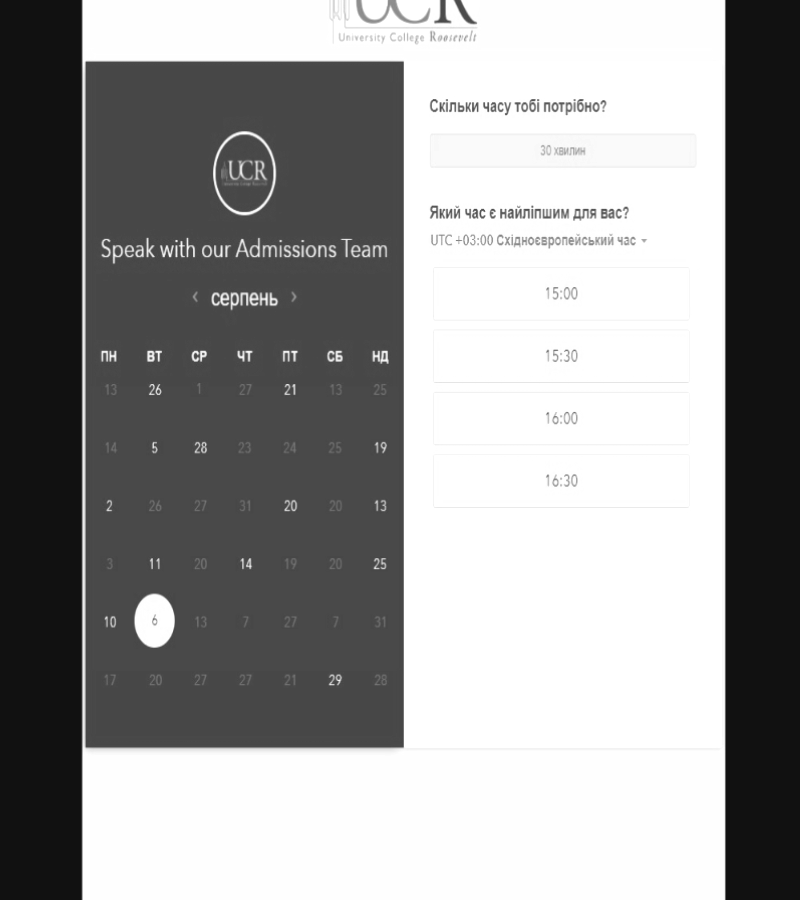 UCR
University College Roosevelt
UCR
Speak with our Admissions Team
серпень
ПН ВТ СР ЧТ ПТ СБ НД
13 26 1 27 21 13 25
14 5 28 23 24 25 19
2 26 27 31 20 20 13
3 11 20 14 19 20 25
10 6 13 7 27 7 31
17 20 27 27 21 29 28
Скільки часу тобі потрібно?
30 хвилин
Який час є найліпшим для вас?
UTC +03:00 Східноєвропейський час
15:00
15:30
16:00
16:30